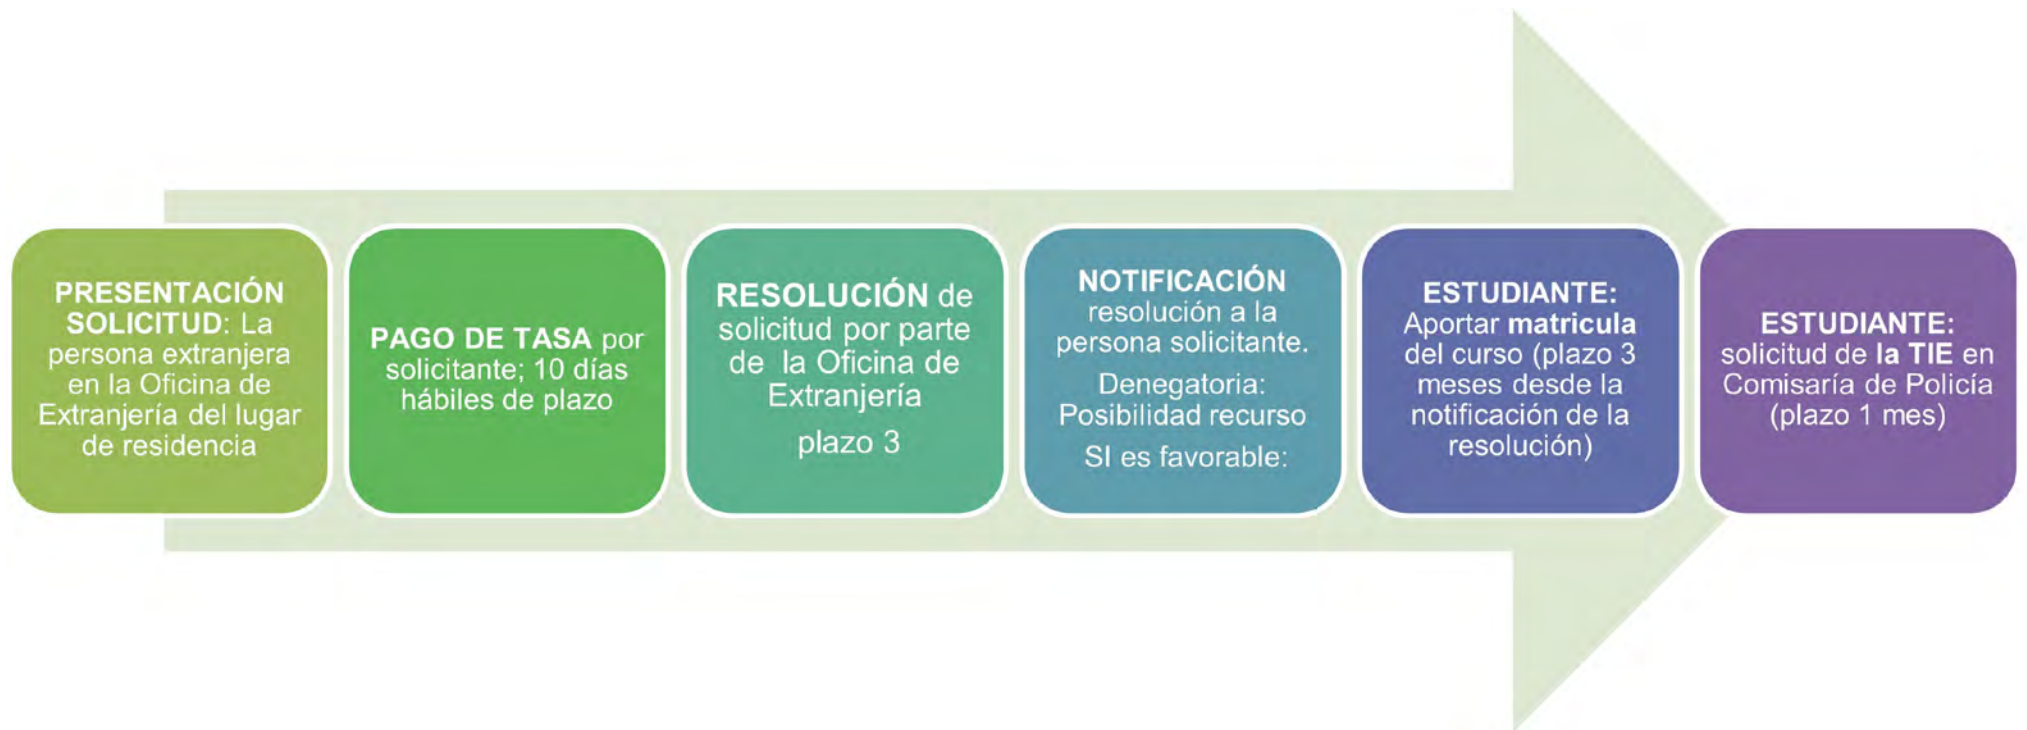 PRESENTACIÓN
SOLICITUD: La
persona extranjera
en la Oficina de
Extranjería del lugar
de residencia
PAGO DE TASA por
solicitante; 10 días
hábiles de plazo
RESOLUCIÓN de
solicitud por parte
de la Oficina de
Extranjería
plazo 3
NOTIFICACIÓN
resolución a la
persona solicitante.
Denegatoria:
Posibilidad recurso
SI es favorable:
ESTUDIANTE:
Aportar matricula
del curso (plazo 3
meses desde la
notificación de la
resolución)
ESTUDIANTE:
solicitud de la TIE en
Comisaría de Policía
(plazo 1 mes)